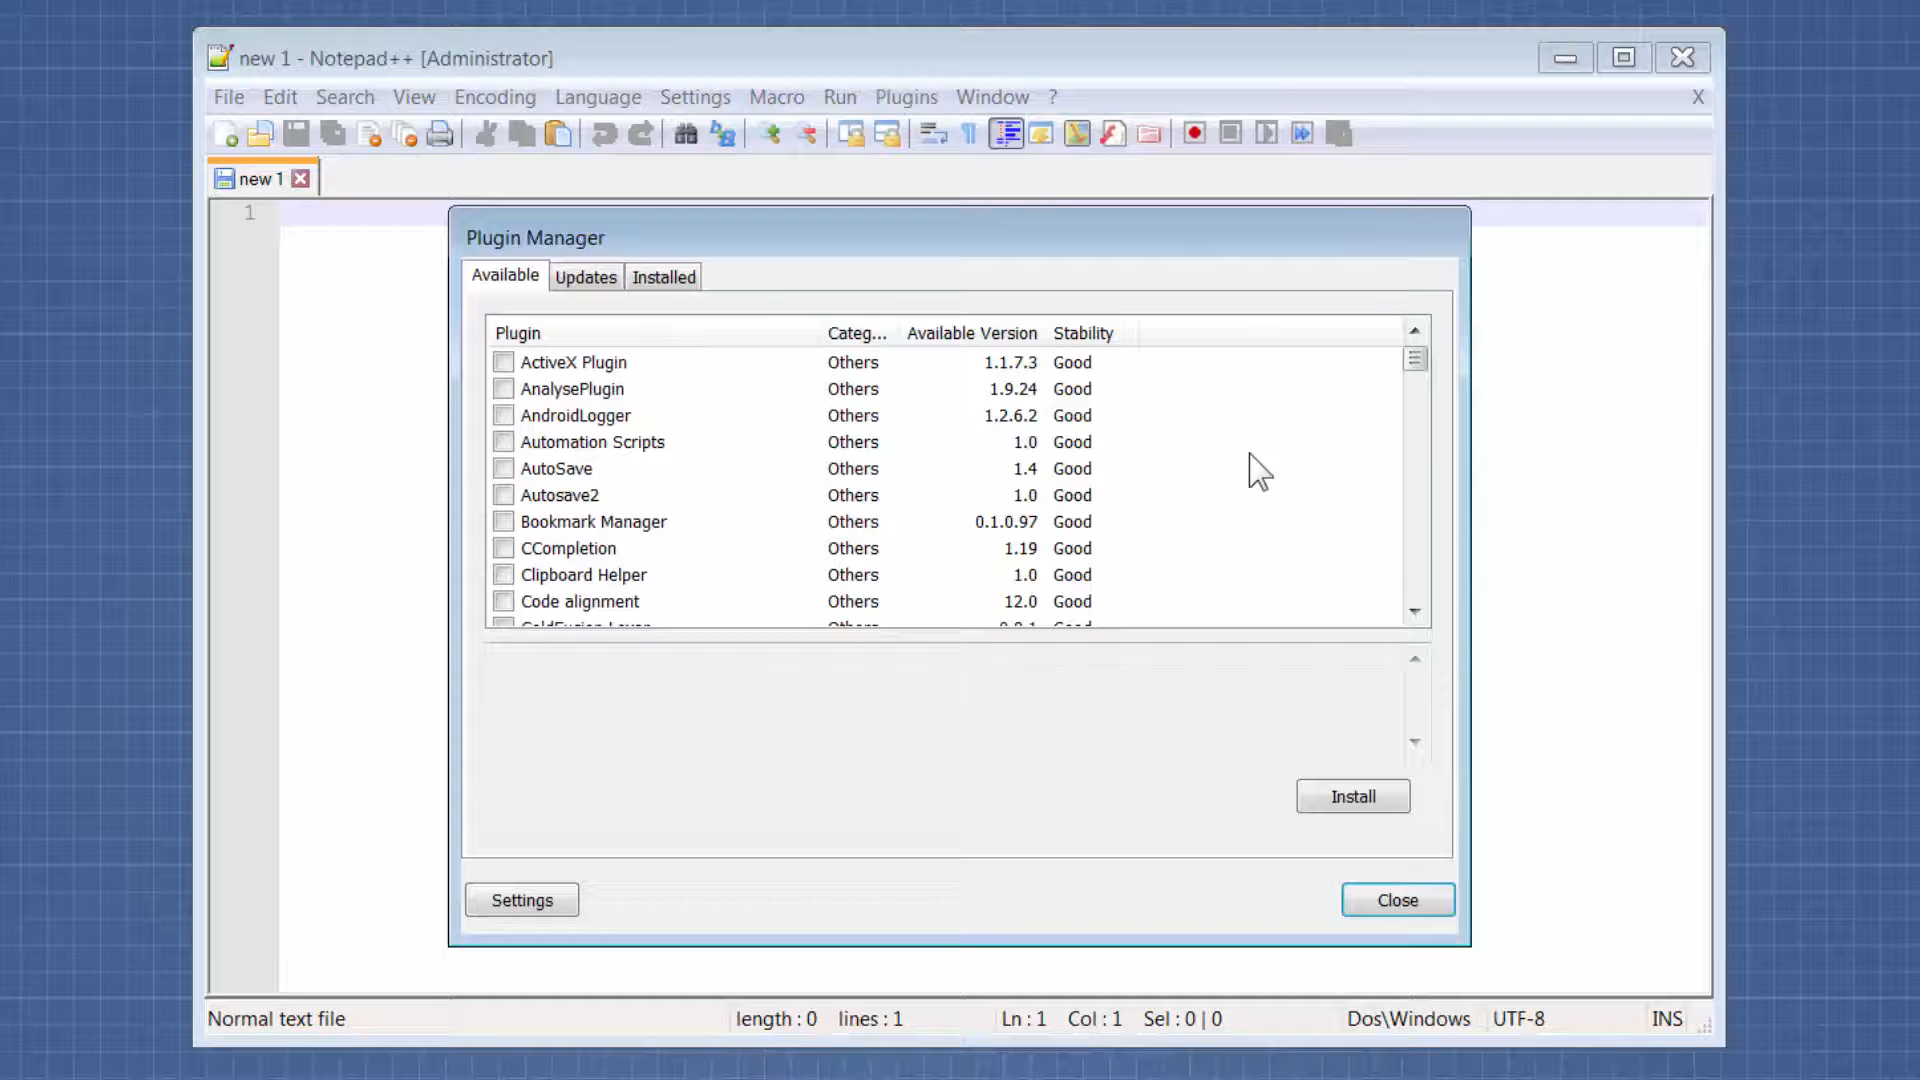 new 1 - Notepad++ [Administrator]
File Edit Search View Encoding Language Settings Macro Run Plugins Window ? X
new 1
1
Plugin Manager
Available Updates Installed
Plugin Categ... Available Version Stability
ActiveX Plugin Others 1.1.7.3 Good
AnalysePlugin Others 1.9.24 Good
AndroidLogger Others 1.2.6.2 Good
Automation Scripts Others 1.0 Good
AutoSave Others 1.4 Good
Autosave2 Others 1.0 Good
Bookmark Manager Others 0.1.0.97 Good
CCompletion Others 1.19 Good
Clipboard Helper Others 1.0 Good
Code alignment Others 12.0 Good
Install
Settings Close
Normal text file length : 0 lines : 1 Ln : 1 Col : 1 Sel : 0 | 0 Dos\Windows UTF-8 INS